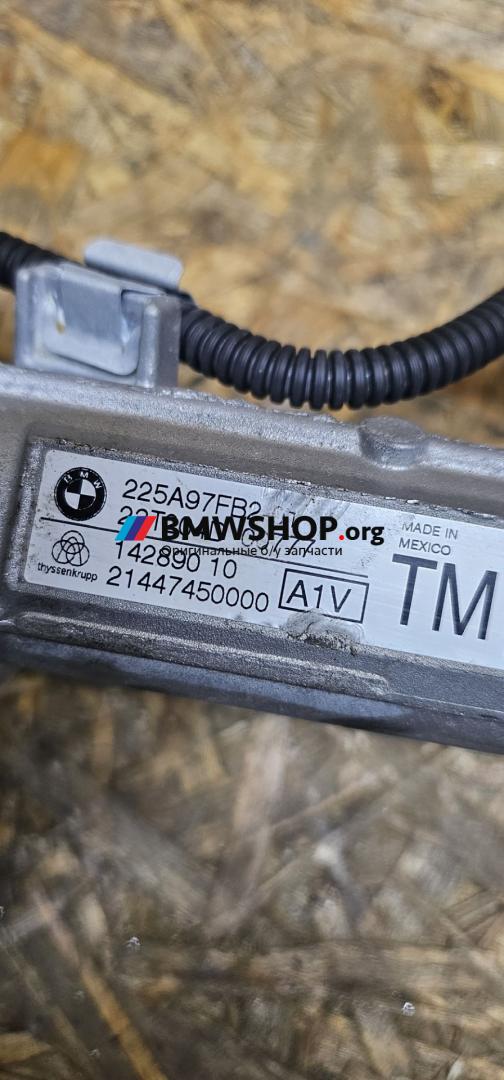 BMW
225A97FB2
BMWSHOP.org
Оригинальные б/у запчасти
thyssenkrupp
142890 10
21447450000
A1V
MADE IN
MEXICO
TM